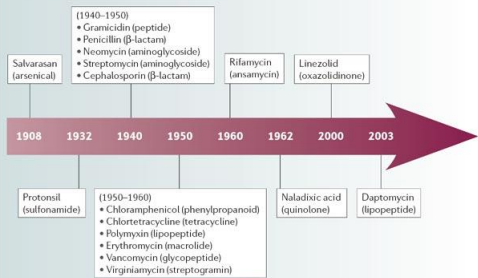 (1940–1950)
• Gramicidin (peptide)
• Penicillin (β-lactam)
• Neomycin (aminoglycoside)
• Streptomycin (aminoglycoside)
• Cephalosporin (β-lactam)
Salvarasan
(arsenical)
Rifamycin
(ansamycin)
Linezolid
(oxazolidinone)
1908 1932 1940 1950 1960 1962 2000 2003
Protonsil
(sulfonamide)
(1950–1960)
• Chloramphenicol (phenylpropanoid)
• Chlortetracycline (tetracycline)
• Polymyxin (lipopeptide)
• Erythromycin (macrolide)
• Vancomycin (glycopeptide)
• Virginiamycin (streptogramin)
Naladixic acid
(quinolone)
Daptomycin
(lipopeptide)